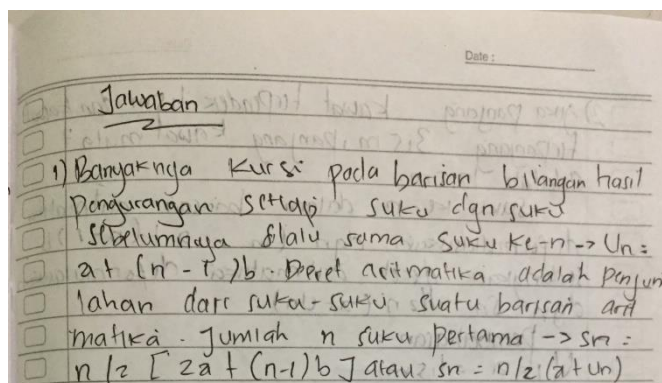 Date :
Jawaban
1) Banyaknya kursi pada barisan bilangan hasil
Pengurangan setiap suku dgn suku
sebelumnya slalu sama suku ke-n -> Un =
a + (n - 1)b. Deret aritmatika adalah penjum
lahan dari suku-suku suatu barisan arit
matika. Jumlah n suku pertama -> sn =
n/2 [2a + (n-1) b] atau sn = n/2 (a + un)